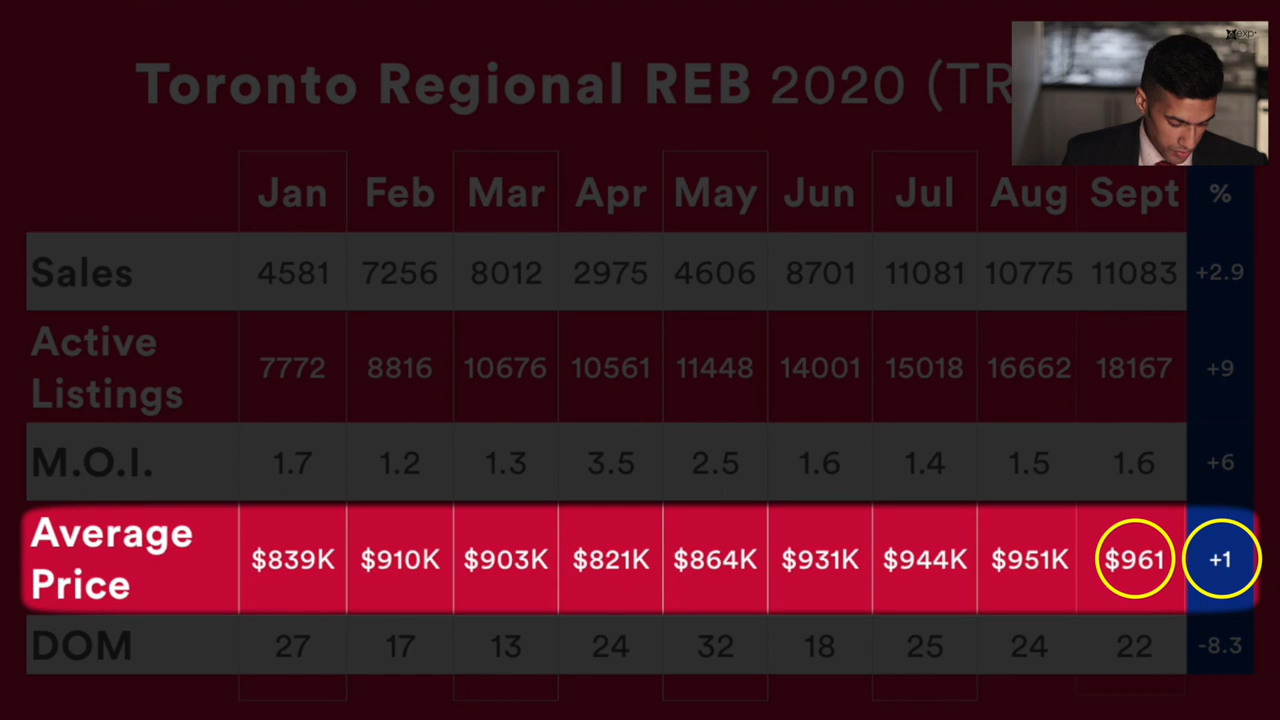 exp
Toronto Regional REB 2020 (TR
Jan Feb Mar Apr May Jun Jul Aug Sept %
Sales 4581 7256 8012 2975 4606 8701 11081 10775 11083 +2.9
Active
Listings 7772 8816 10676 10561 11448 14001 15018 16662 18167 +9
M.O.I. 1.7 1.2 1.3 3.5 2.5 1.6 1.4 1.5 1.6 +6
Average
Price $839K $910K $903K $821K $864K $931K $944K $951K $961 +1
DOM 27 17 13 24 32 18 25 24 22 -8.3